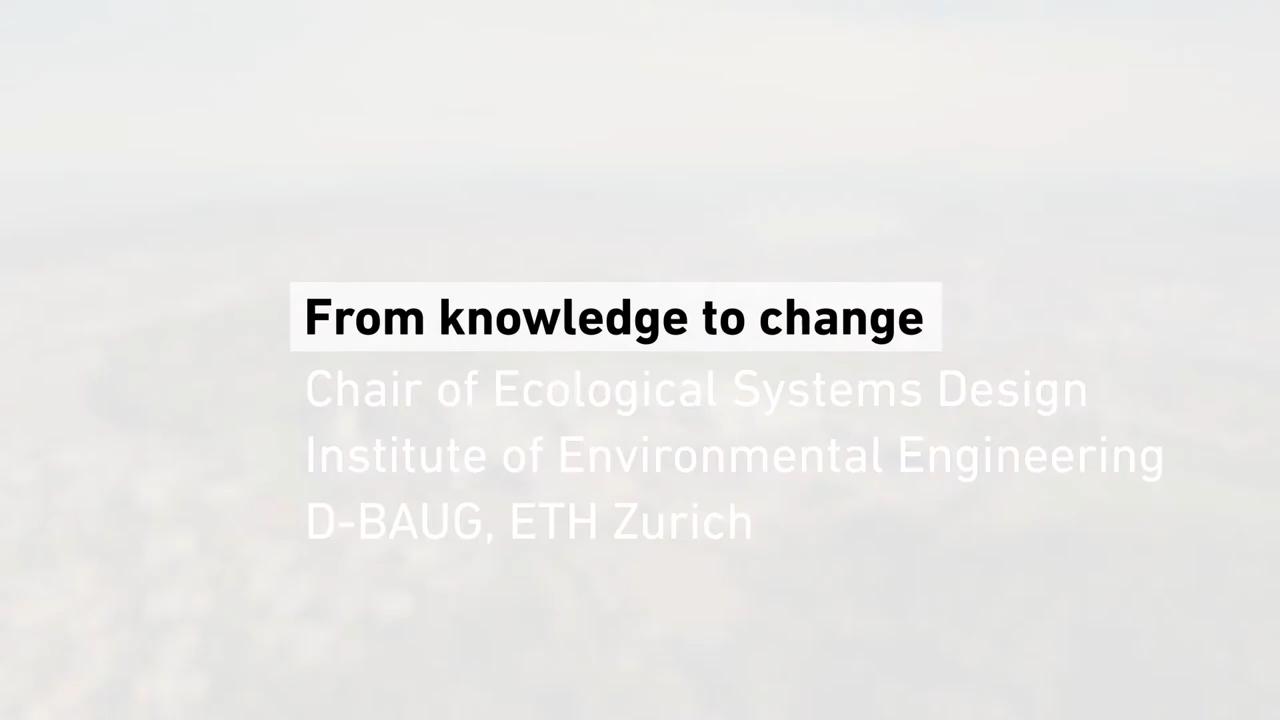 From knowledge to change
Chair of Ecological Systems Design
Institute of Environmental Engineering
D-BAUG, ETH Zurich